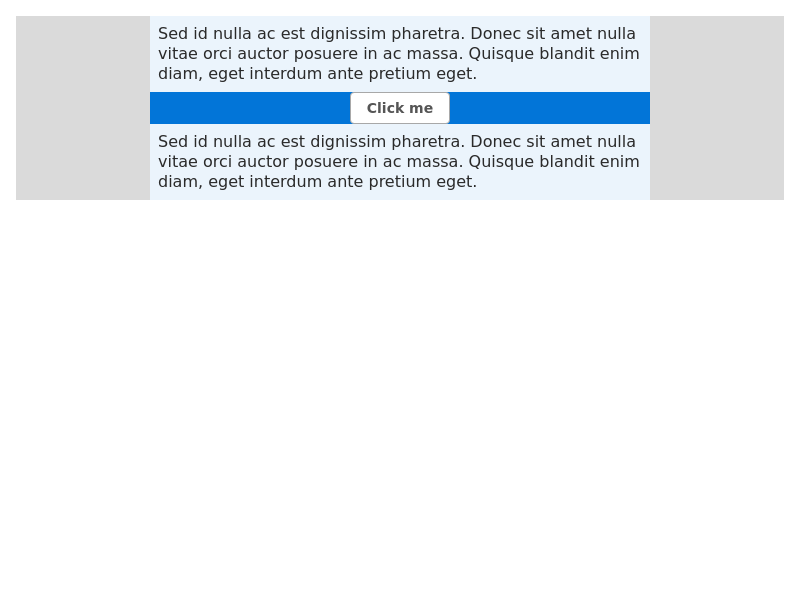 Sed id nulla ac est dignissim pharetra. Donec sit amet nulla
vitae orci auctor posuere in ac massa. Quisque blandit enim
diam, eget interdum ante pretium eget.
Click me
Sed id nulla ac est dignissim pharetra. Donec sit amet nulla
vitae orci auctor posuere in ac massa. Quisque blandit enim
diam, eget interdum ante pretium eget.